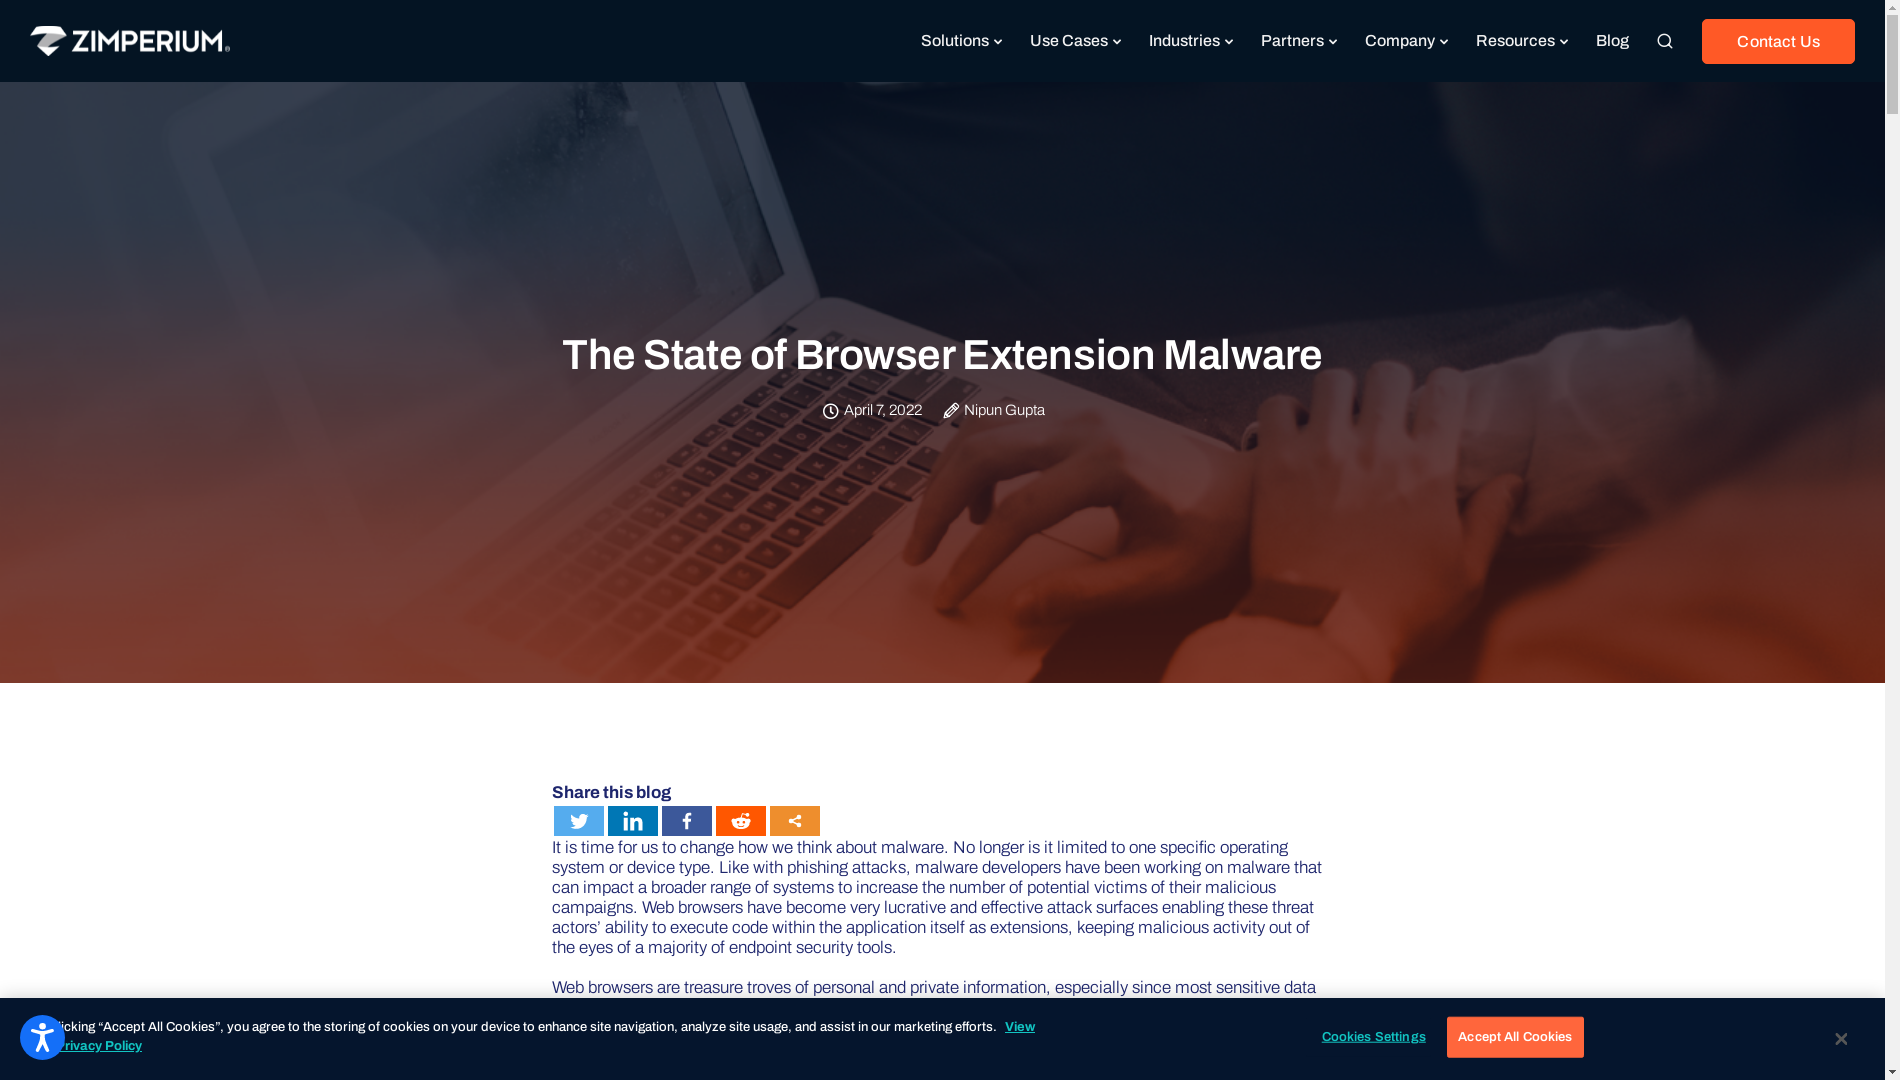 ZIMPERIUM
Solutions
Use Cases
Industries
Partners
Company
Resources
Blog
Contact Us
The State of Browser Extension Malware
April 7, 2022
Nipun Gupta
Share this blog
It is time for us to change how we think about malware. No longer is it limited to one specific operating
system or device type. Like with phishing attacks, malware developers have been working on malware that
can impact a broader range of systems to increase the number of potential victims of their malicious
campaigns. Web browsers have become very lucrative and effective attack surfaces enabling these threat
actors’ ability to execute code within the application itself as extensions, keeping malicious activity out of
the eyes of a majority of endpoint security tools.
Web browsers are treasure troves of personal and private information, especially since most sensitive data
“Accept All Cookies”, you agree to the storing of cookies on your device to enhance site navigation, analyze site usage, and assist in our marketing efforts. View
Policy
Cookies Settings
Accept All Cookies